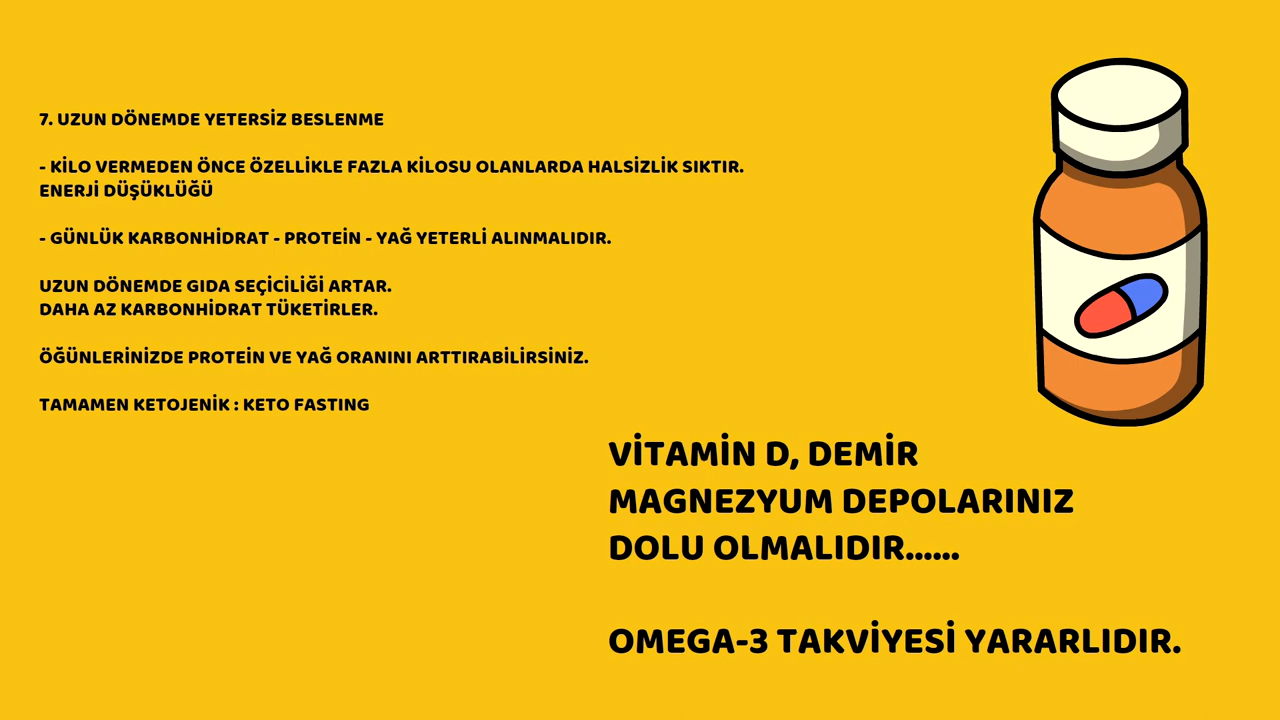 7. UZUN DÖNEMDE YETERSİZ BESLENME
- KİLO VERMEDEN ÖNCE ÖZELLİKLE FAZLA KİLOSU OLANLARDA HALSİZLİK SIKTIR.
ENERJİ DÜŞÜKLÜĞÜ
- GÜNLÜK KARBONHİDRAT - PROTEİN - YAĞ YETERLİ ALINMALIDIR.
UZUN DÖNEMDE GIDA SEÇİCİLİĞİ ARTAR.
DAHA AZ KARBONHİDRAT TÜKETİRLER.
ÖĞÜNLERİNİZDE PROTEİN VE YAĞ ORANINI ARTTIRABİLİRSİNİZ.
TAMAMEN KETOJENİK : KETO FASTING
VİTAMİN D, DEMİR
MAGNEZYUM DEPOLARINIZ
DOLU OLMALIDIR......
OMEGA-3 TAKVİYESİ YARARLIDIR.